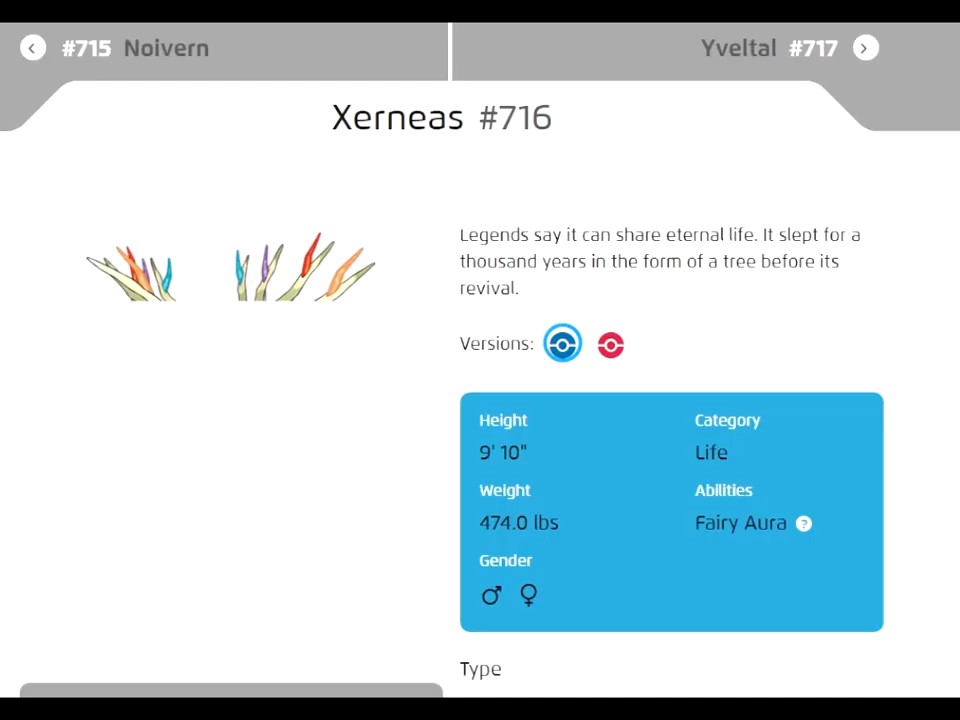 #715 Noivern
Yveltal #717
Xerneas #716
Legends say it can share eternal life. It slept for a
thousand years in the form of a tree before its
revival.
Versions:
Height
9' 10"
Category
Life
Weight
474.0 lbs
Abilities
Fairy Aura ?
Gender
♂ ♀
Type